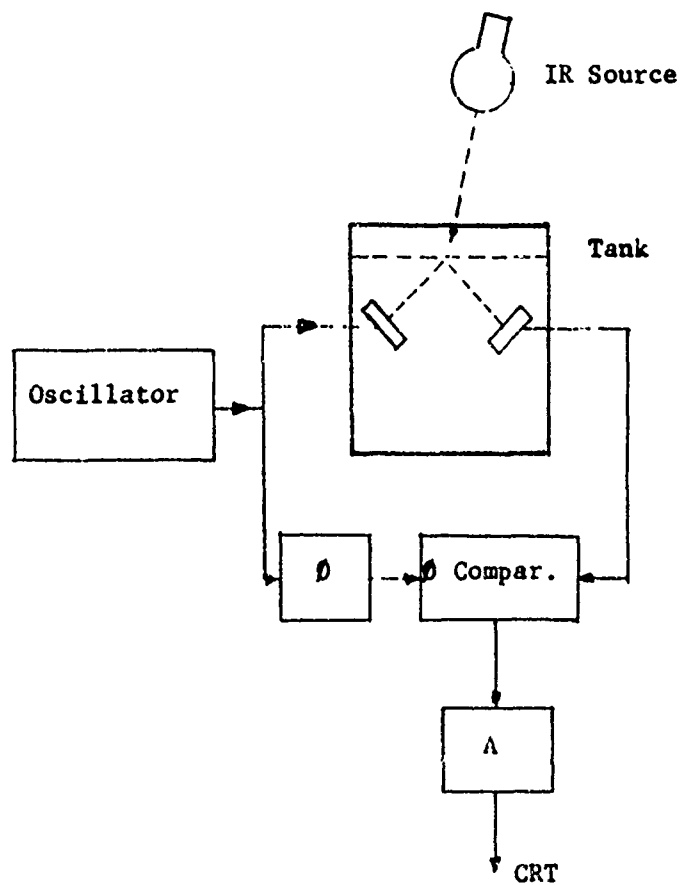 IR Source
Tank
Oscillator
Ø
Ø Compar.
Λ
CRT